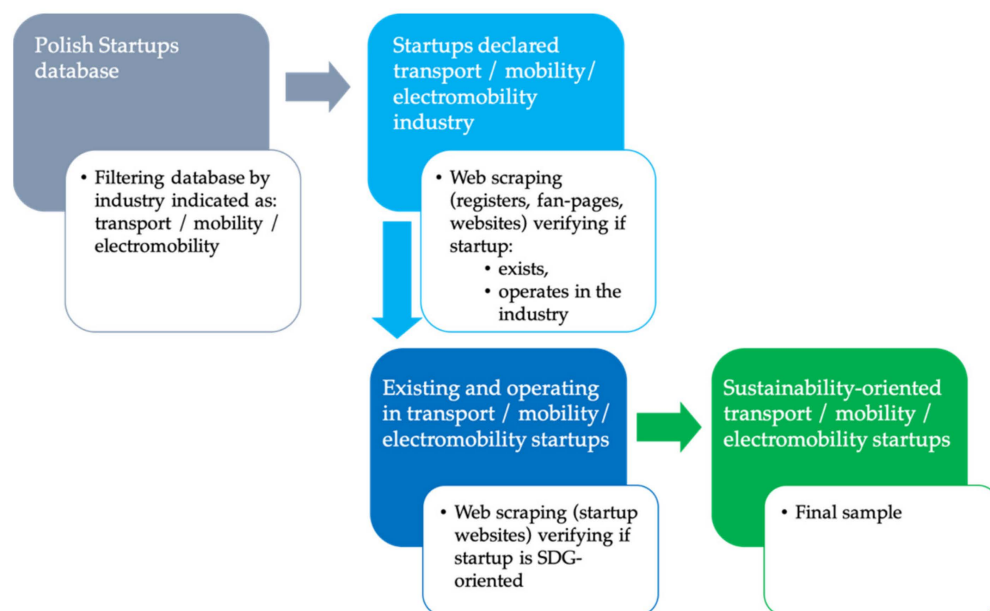 Polish Startups
database
• Filtering database by
industry indicated as:
transport / mobility /
electromobility
Startups declared
transport / mobility/
electromobility
industry
• Web scraping
(registers, fan-pages,
websites) verifying if
startup:
• exists,
• operates in the
industry
Existing and operating
in transport / mobility/
electromobility startups
• Web scraping (startup
websites) verifying if
startup is SDG-
oriented
Sustainability-oriented
transport / mobility /
electromobility startups
• Final sample